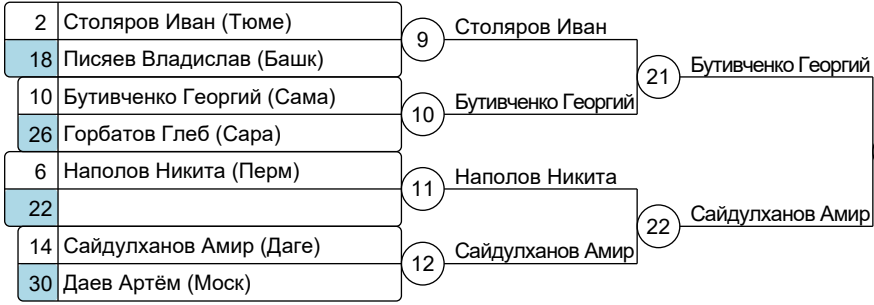 2 Столяров Иван (Тюме)
18 Писяев Владислав (Башк)
9 Столяров Иван
10 Бутивченко Георгий (Сама)
26 Горбатов Глеб (Сара)
10 Бутивченко Георгий
21 Бутивченко Георгий
6 Наполов Никита (Перм)
22
11 Наполов Никита
14 Сайдулханов Амир (Даге)
30 Даев Артём (Моск)
12 Сайдулханов Амир
22 Сайдулханов Амир